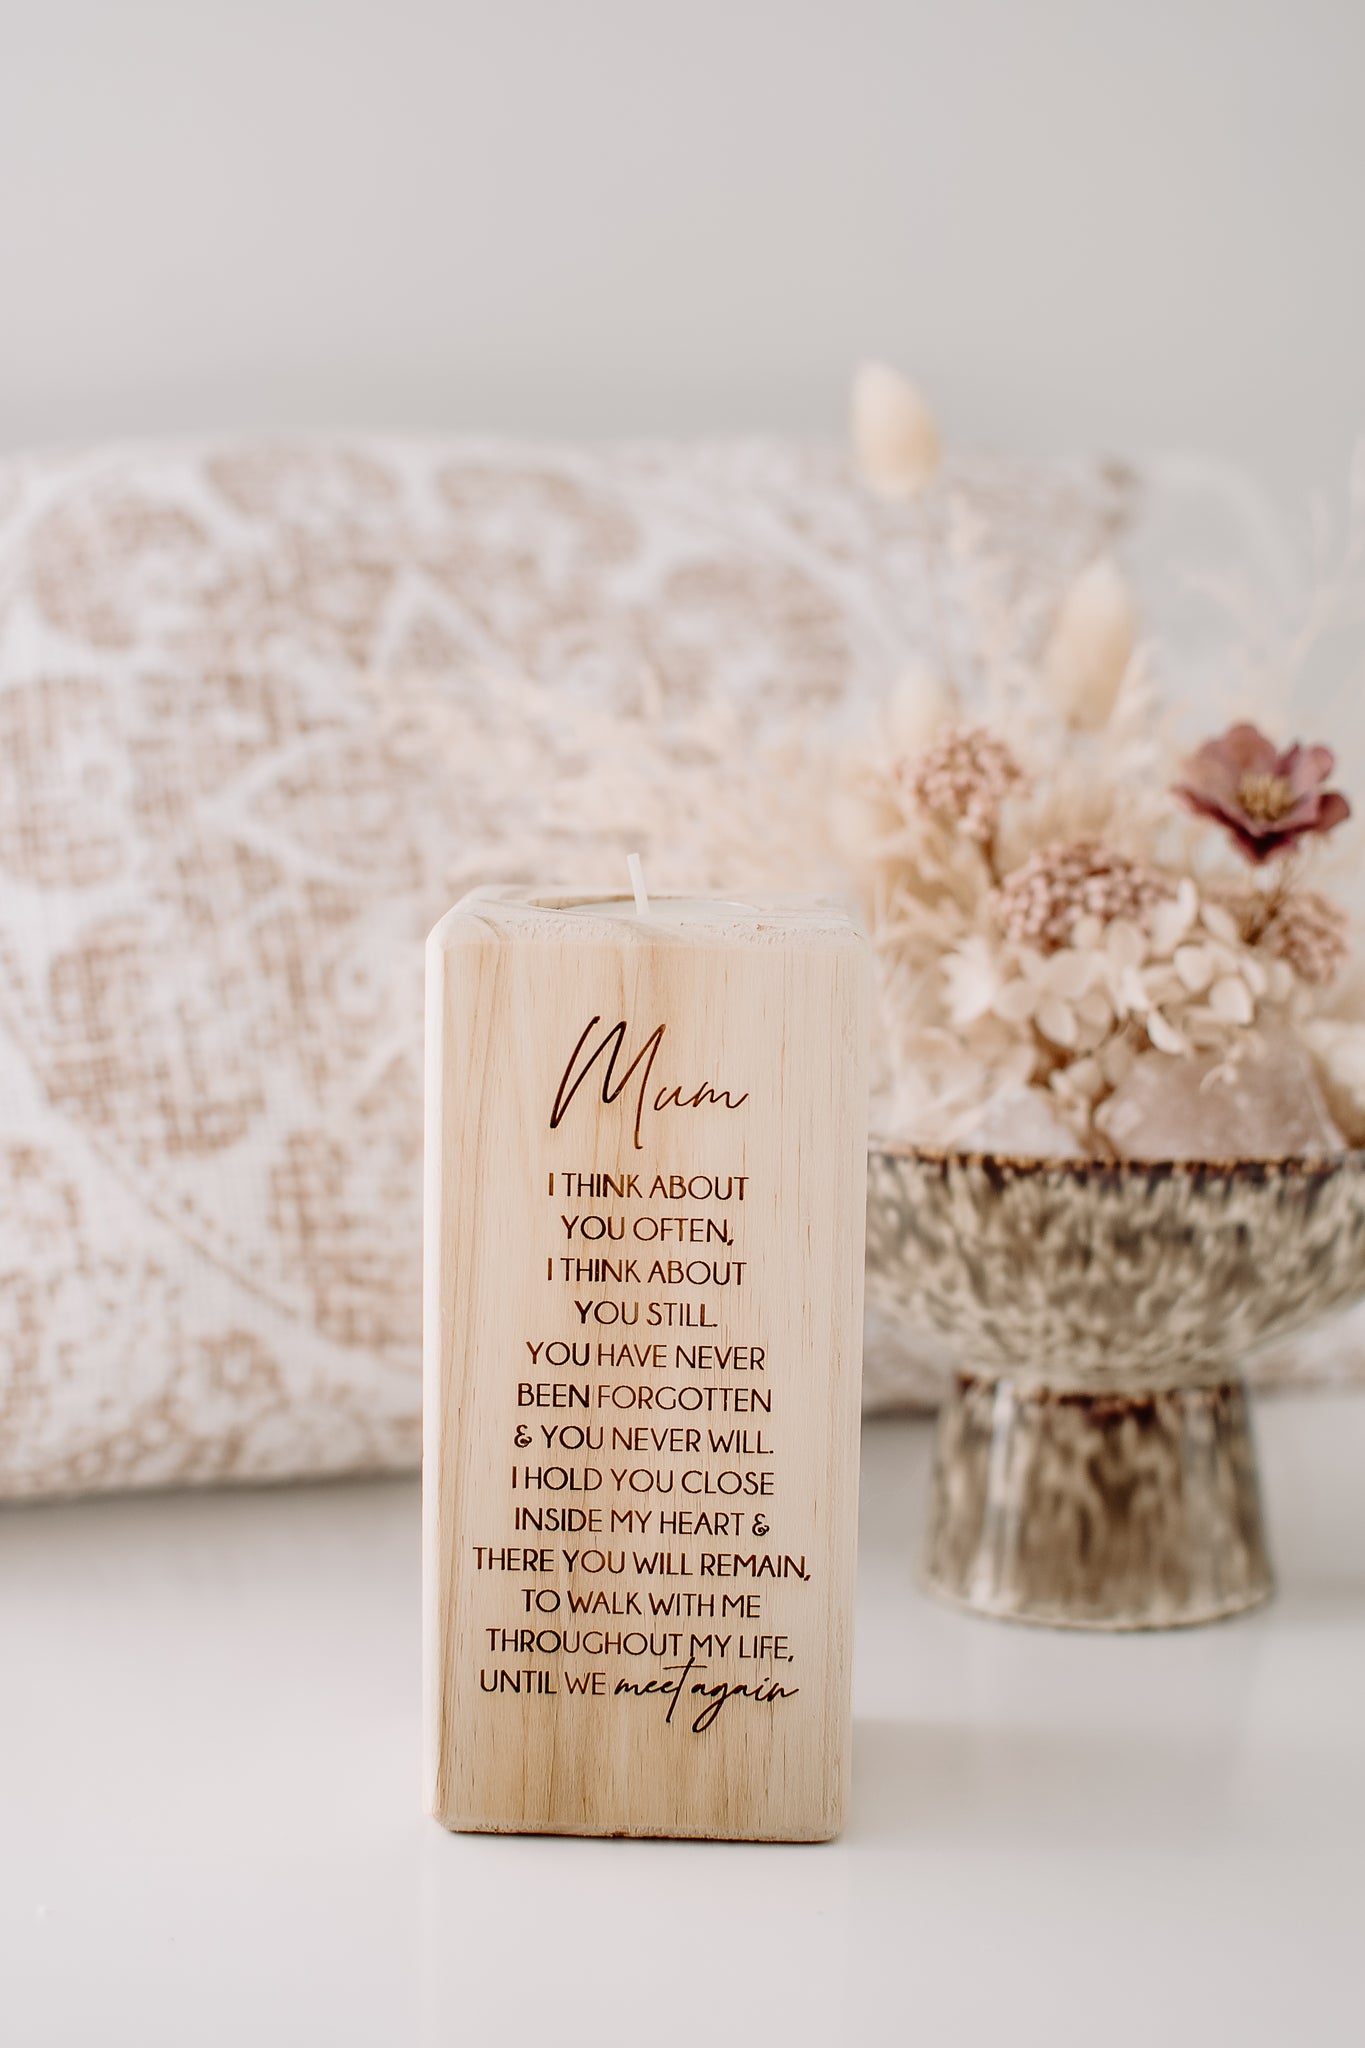 Mum
I THINK ABOUT
YOU OFTEN,
I THINK ABOUT
YOU STILL.
YOU HAVE NEVER
BEEN FORGOTTEN
& YOU NEVER WILL.
I HOLD YOU CLOSE
INSIDE MY HEART &
THERE YOU WILL REMAIN,
TO WALK WITH ME
THROUGHOUT MY LIFE,
UNTIL WE meet again